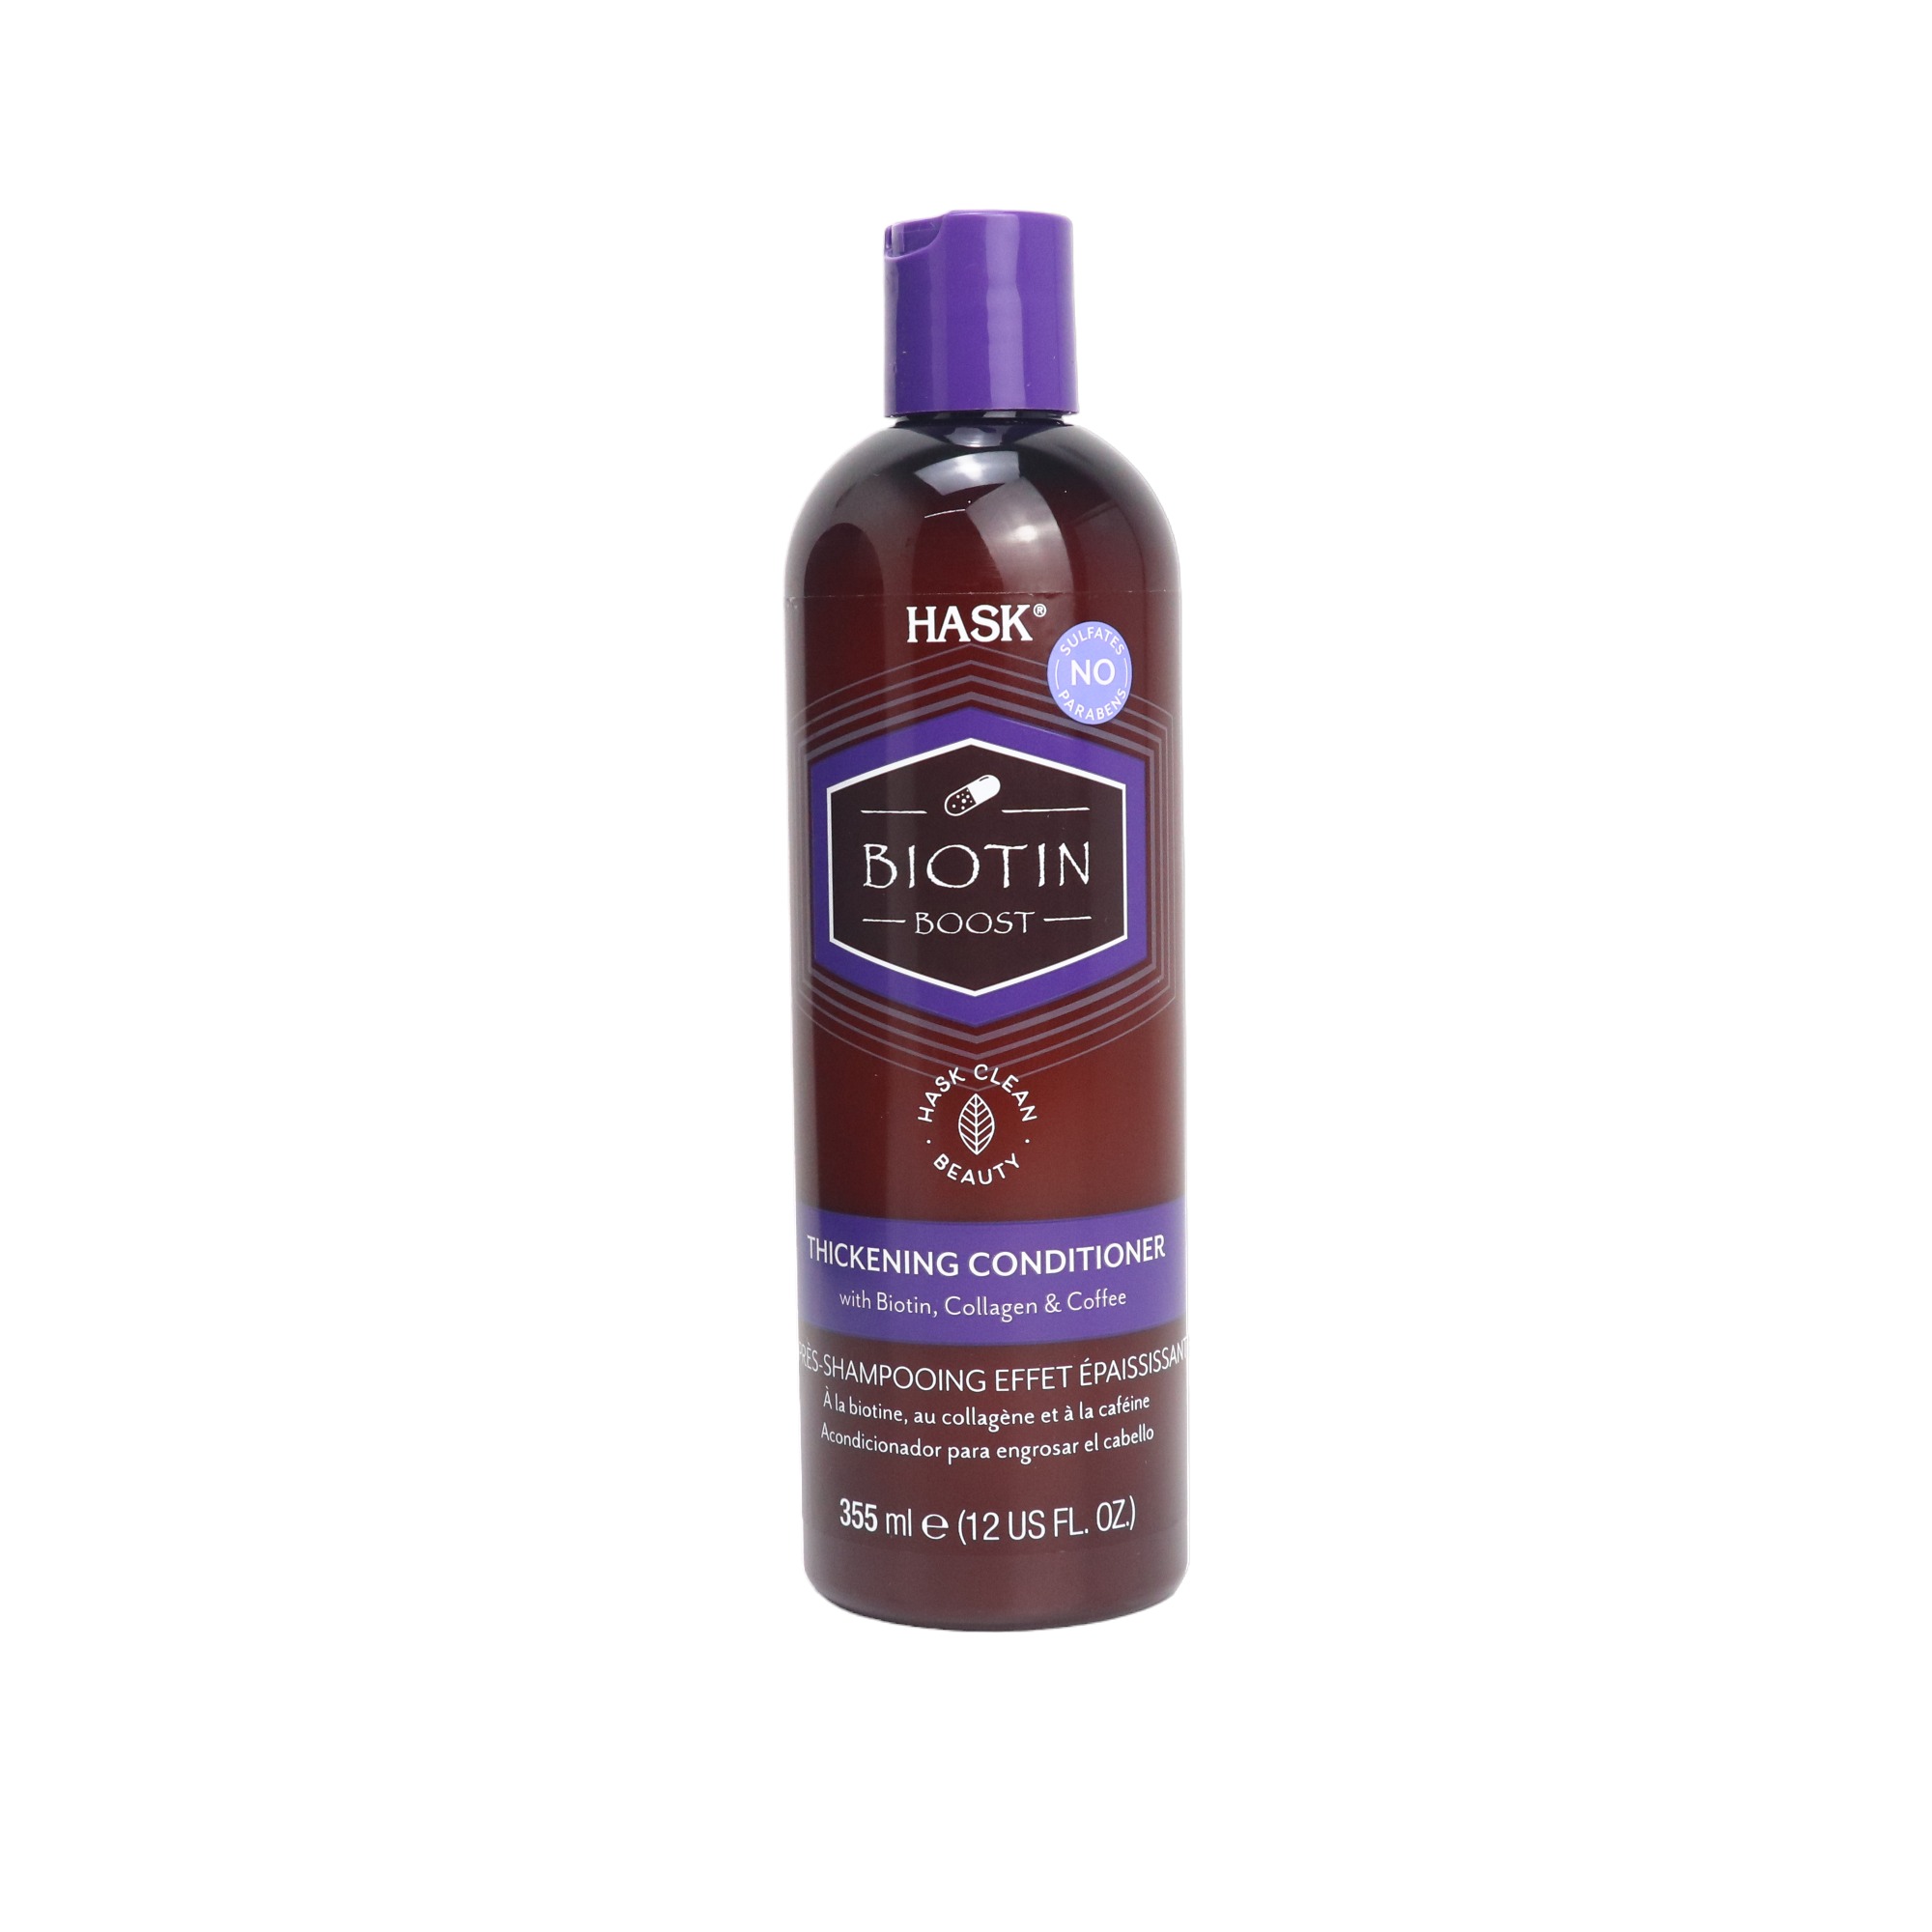 HASK®
SULFATES
NO
PARABENS
BIOTIN
BOOST
HASK CLEAN
BEAUTY
THICKENING CONDITIONER
with Biotin, Collagen & Coffee
RÈS-SHAMPOOING EFFET ÉPAISSISSANT
À la biotine, au collagène et à la caféine
Acondicionador para engrosar el cabello
355 ml ℮ (12 US FL. OZ.)